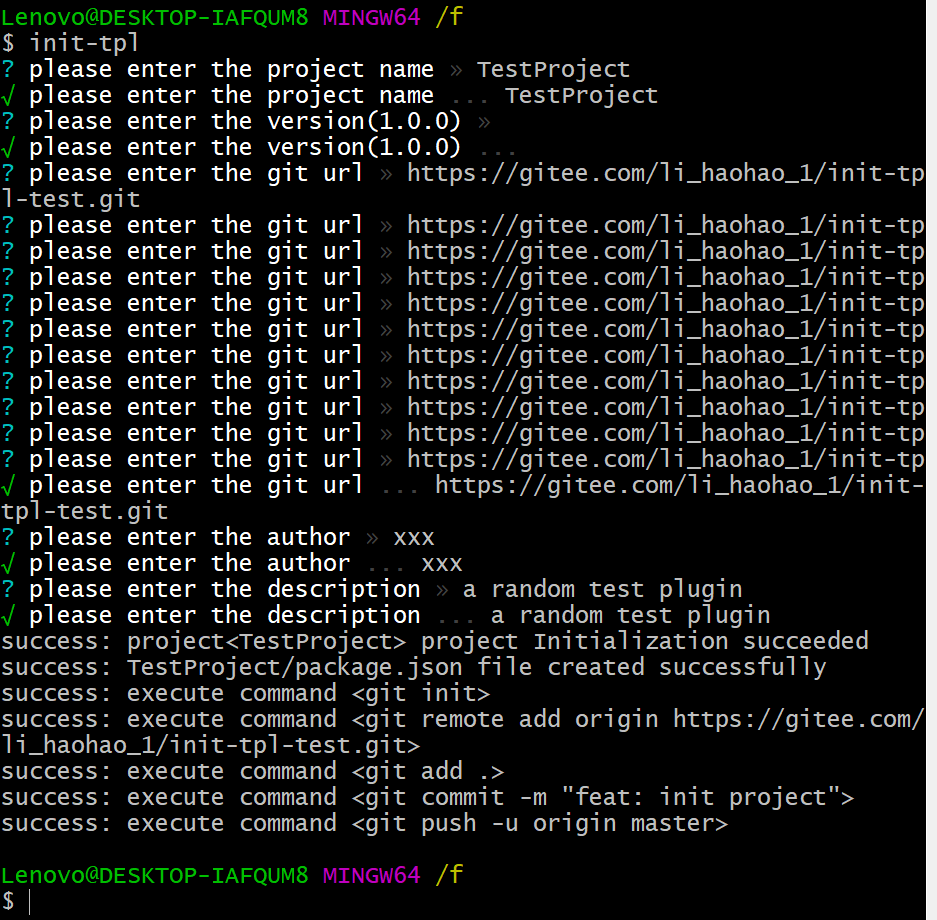 Lenovo@DESKTOP-IAFQUM8 MINGW64 /f
$ init-tpl
? please enter the project name » TestProject
√ please enter the project name ... TestProject
? please enter the version(1.0.0) »
√ please enter the version(1.0.0) ...
? please enter the git url » https://gitee.com/li_haohao_1/init-tp
l-test.git
? please enter the git url » https://gitee.com/li_haohao_1/init-tp
? please enter the git url » https://gitee.com/li_haohao_1/init-tp
? please enter the git url » https://gitee.com/li_haohao_1/init-tp
? please enter the git url » https://gitee.com/li_haohao_1/init-tp
? please enter the git url » https://gitee.com/li_haohao_1/init-tp
? please enter the git url » https://gitee.com/li_haohao_1/init-tp
? please enter the git url » https://gitee.com/li_haohao_1/init-tp
? please enter the git url » https://gitee.com/li_haohao_1/init-tp
? please enter the git url » https://gitee.com/li_haohao_1/init-tp
? please enter the git url » https://gitee.com/li_haohao_1/init-tp
√ please enter the git url ... https://gitee.com/li_haohao_1/init-
tpl-test.git
? please enter the author » xxx
√ please enter the author ... xxx
? please enter the description » a random test plugin
√ please enter the description ... a random test plugin
success: project<TestProject> project Initialization succeeded
success: TestProject/package.json file created successfully
success: execute command <git init>
success: execute command <git remote add origin https://gitee.com/
li_haohao_1/init-tpl-test.git>
success: execute command <git add .>
success: execute command <git commit -m "feat: init project">
success: execute command <git push -u origin master>
Lenovo@DESKTOP-IAFQUM8 MINGW64 /f
$